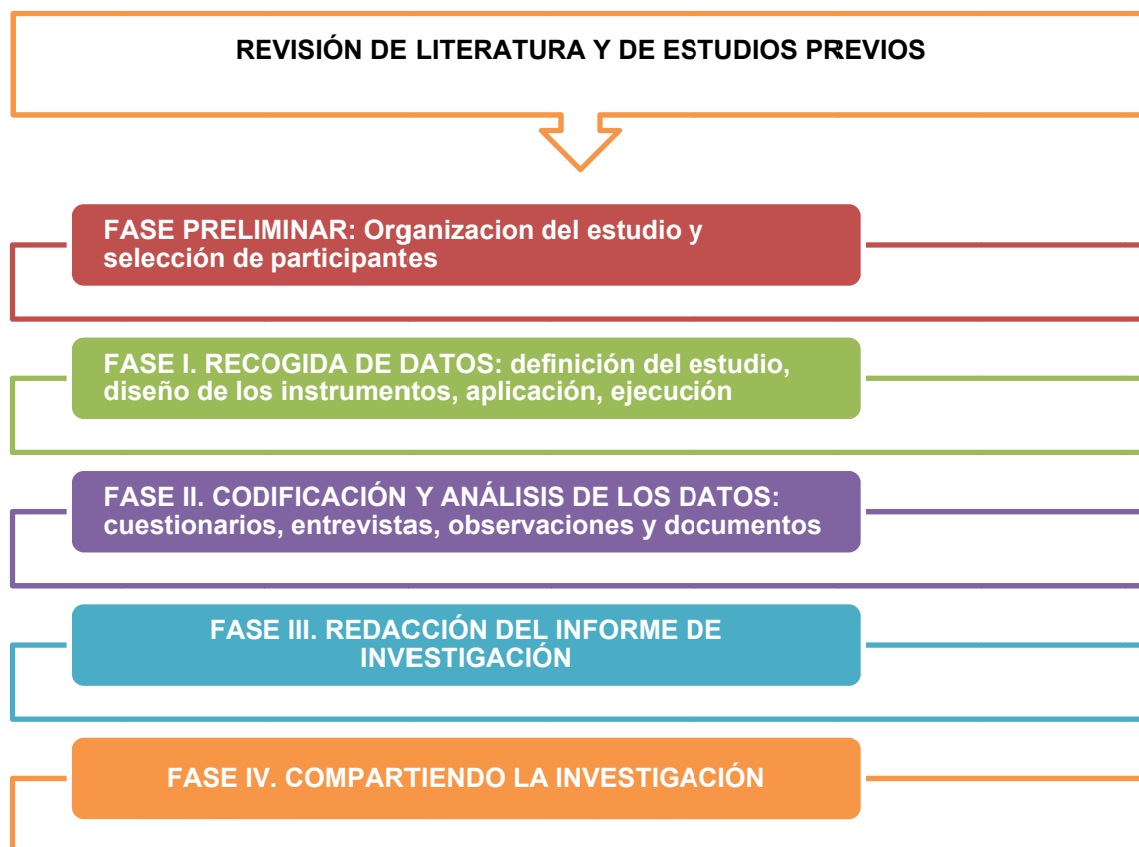 REVISIÓN DE LITERATURA Y DE ESTUDIOS PREVIOS
FASE PRELIMINAR: Organizacion del estudio y
selección de participantes
FASE I. RECOGIDA DE DATOS: definición del estudio,
diseño de los instrumentos, aplicación, ejecución
FASE II. CODIFICACIÓN Y ANÁLISIS DE LOS DATOS:
cuestionarios, entrevistas, observaciones y documentos
FASE III. REDACCIÓN DEL INFORME DE
INVESTIGACIÓN
FASE IV. COMPARTIENDO LA INVESTIGACIÓN